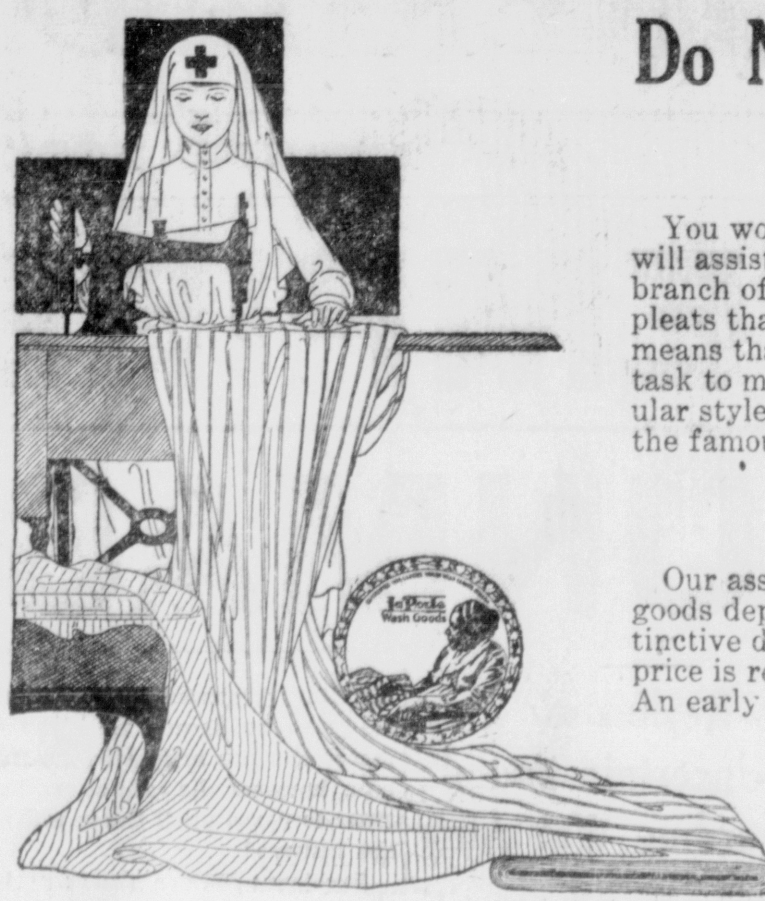 Do
You wo
will assist
branch of
pleats tha
means tha
task to m
ular style
the famou
La Porte
Wash Goods
Our ass
goods dep
tinctive d
price is re
An early